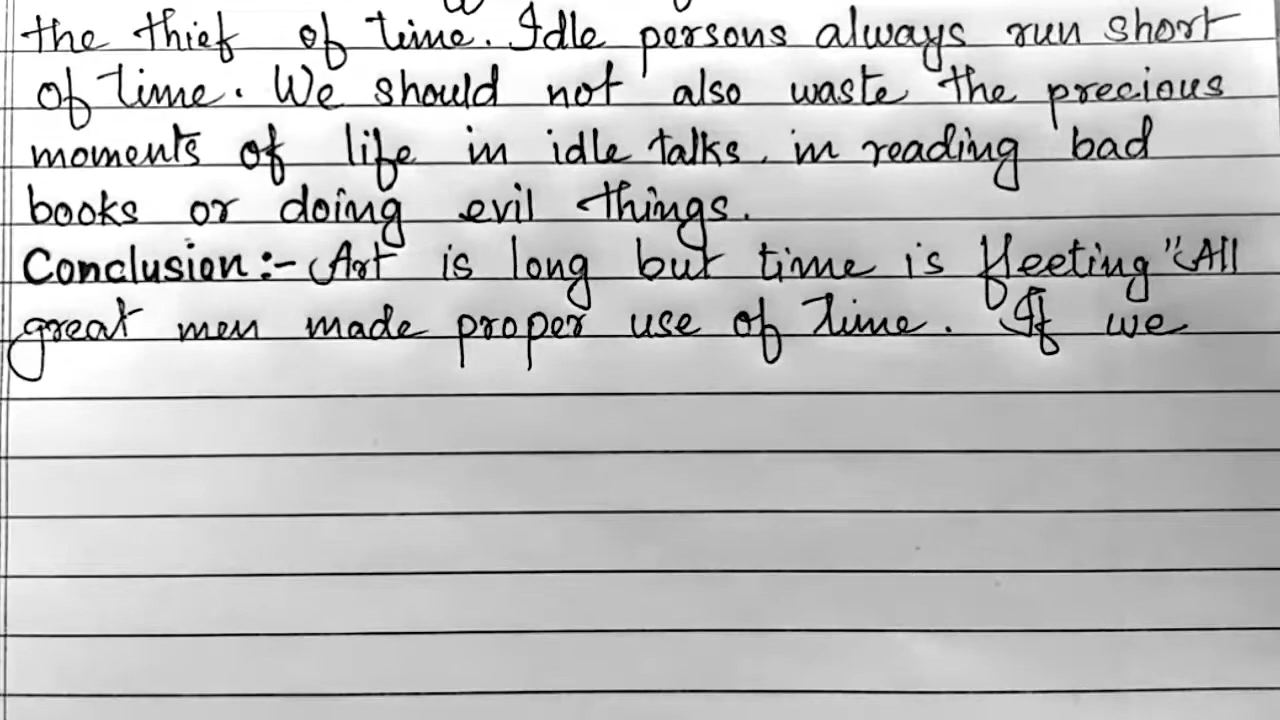 the thief of time. Idle persons always run short
of time. We should not also waste the precious
moments of life in idle talks, in reading bad
books or doing evil things.
Conclusion:- Art is long but time is fleeting" All
great men made proper use of time. If we